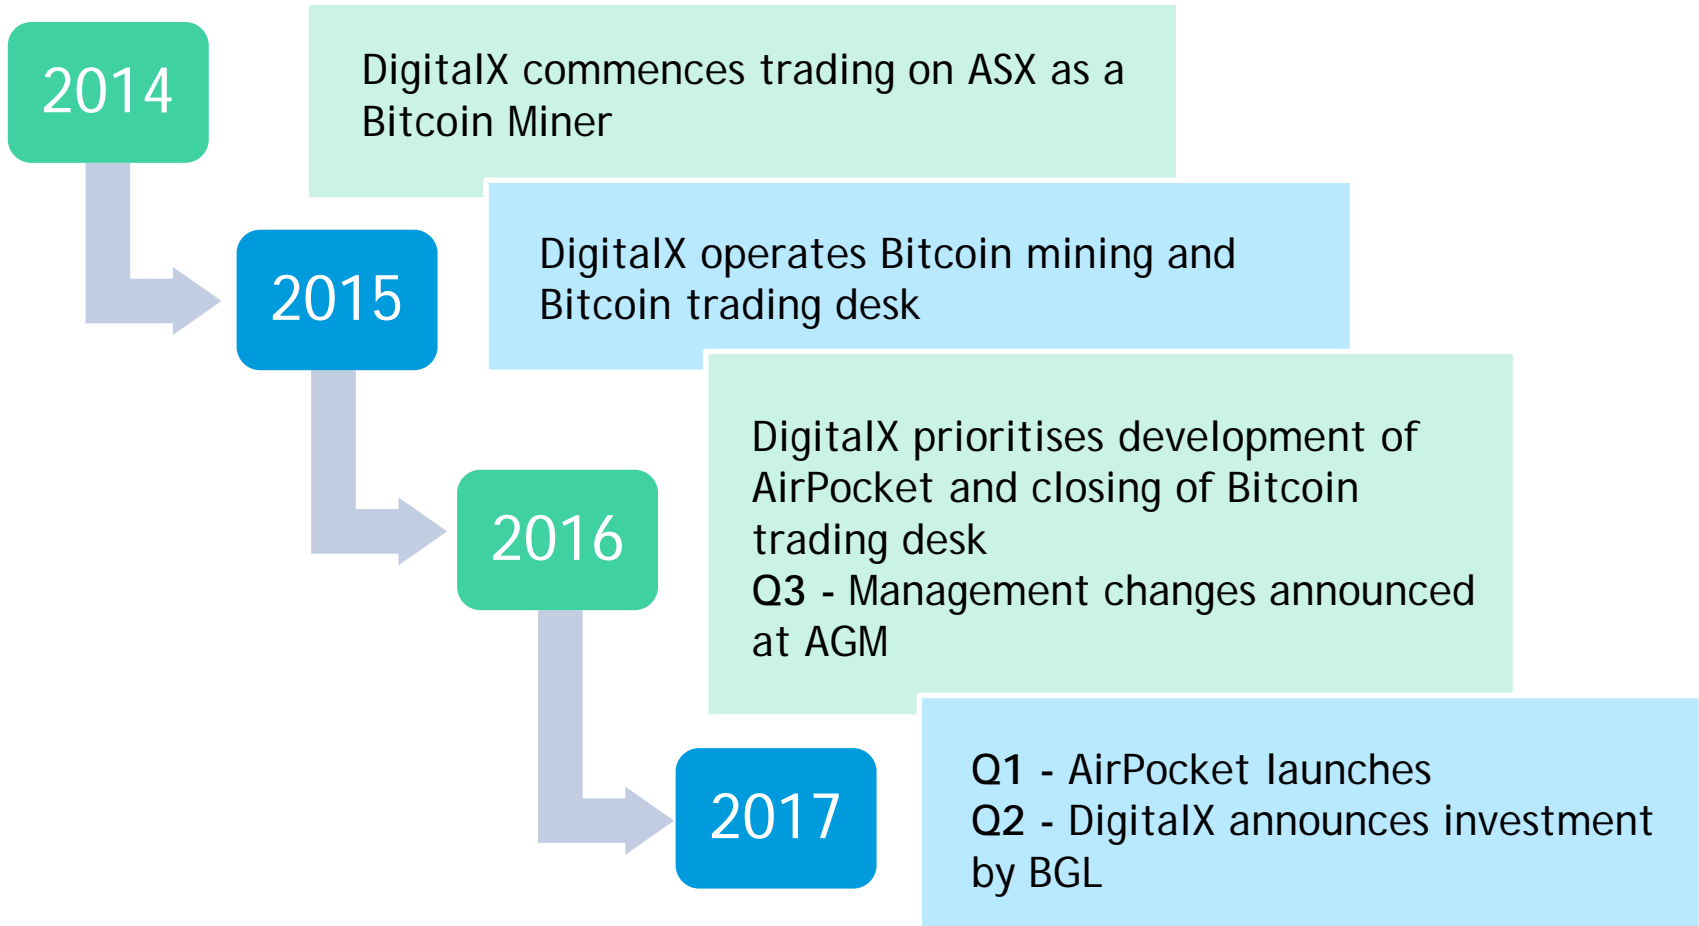 2014
DigitalX commences trading on ASX as a
Bitcoin Miner
2015
DigitalX operates Bitcoin mining and
Bitcoin trading desk
2016
DigitalX prioritises development of
AirPocket and closing of Bitcoin
trading desk
Q3 - Management changes announced
at AGM
2017
Q1 - AirPocket launches
Q2 - DigitalX announces investment
by BGL